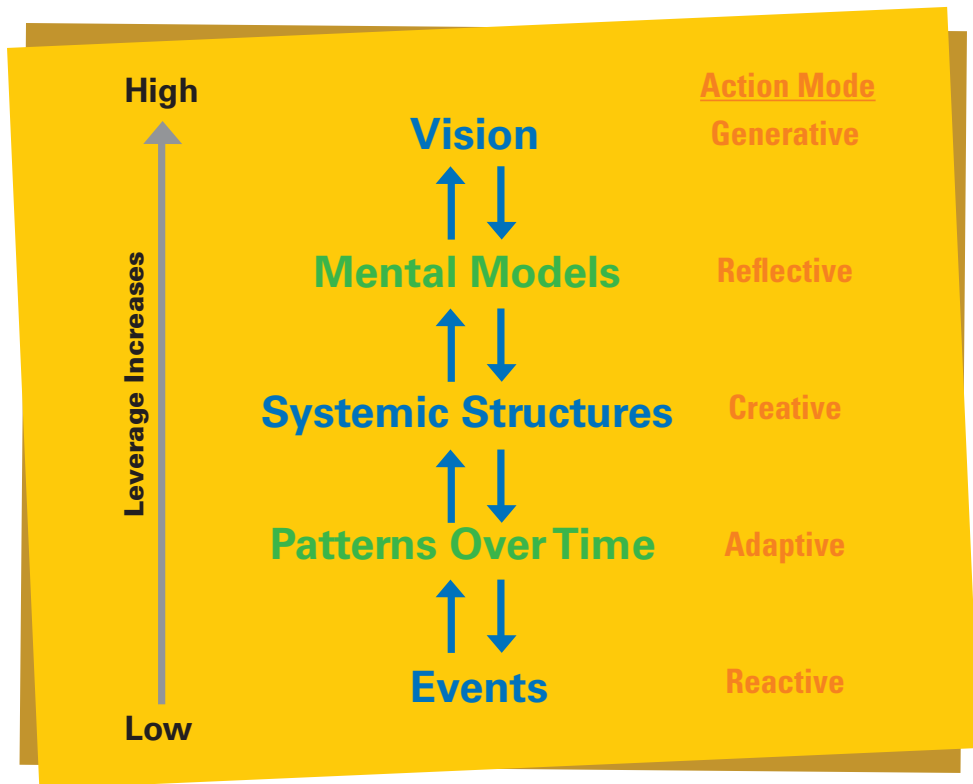 High
Action Mode
Vision
Generative
Mental Models
Reflective
Leverage Increases
Systemic Structures
Creative
Patterns Over Time
Adaptive
Events
Reactive
Low